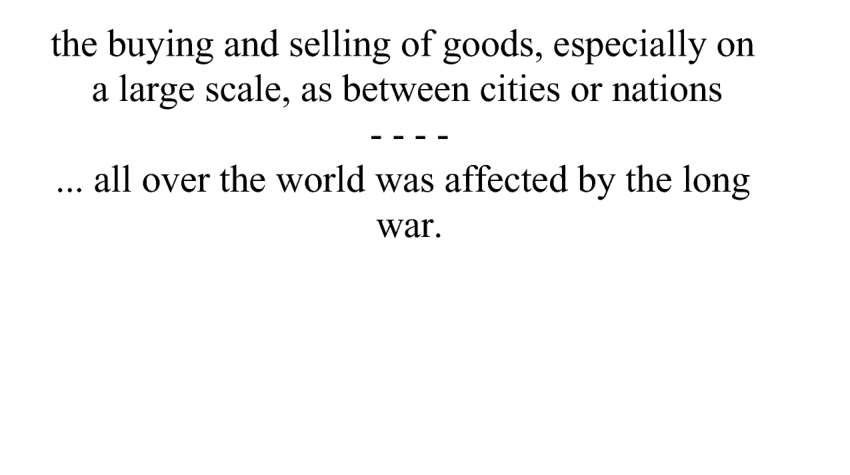 the buying and selling of goods, especially on
a large scale, as between cities or nations
- - - -
... all over the world was affected by the long
war.